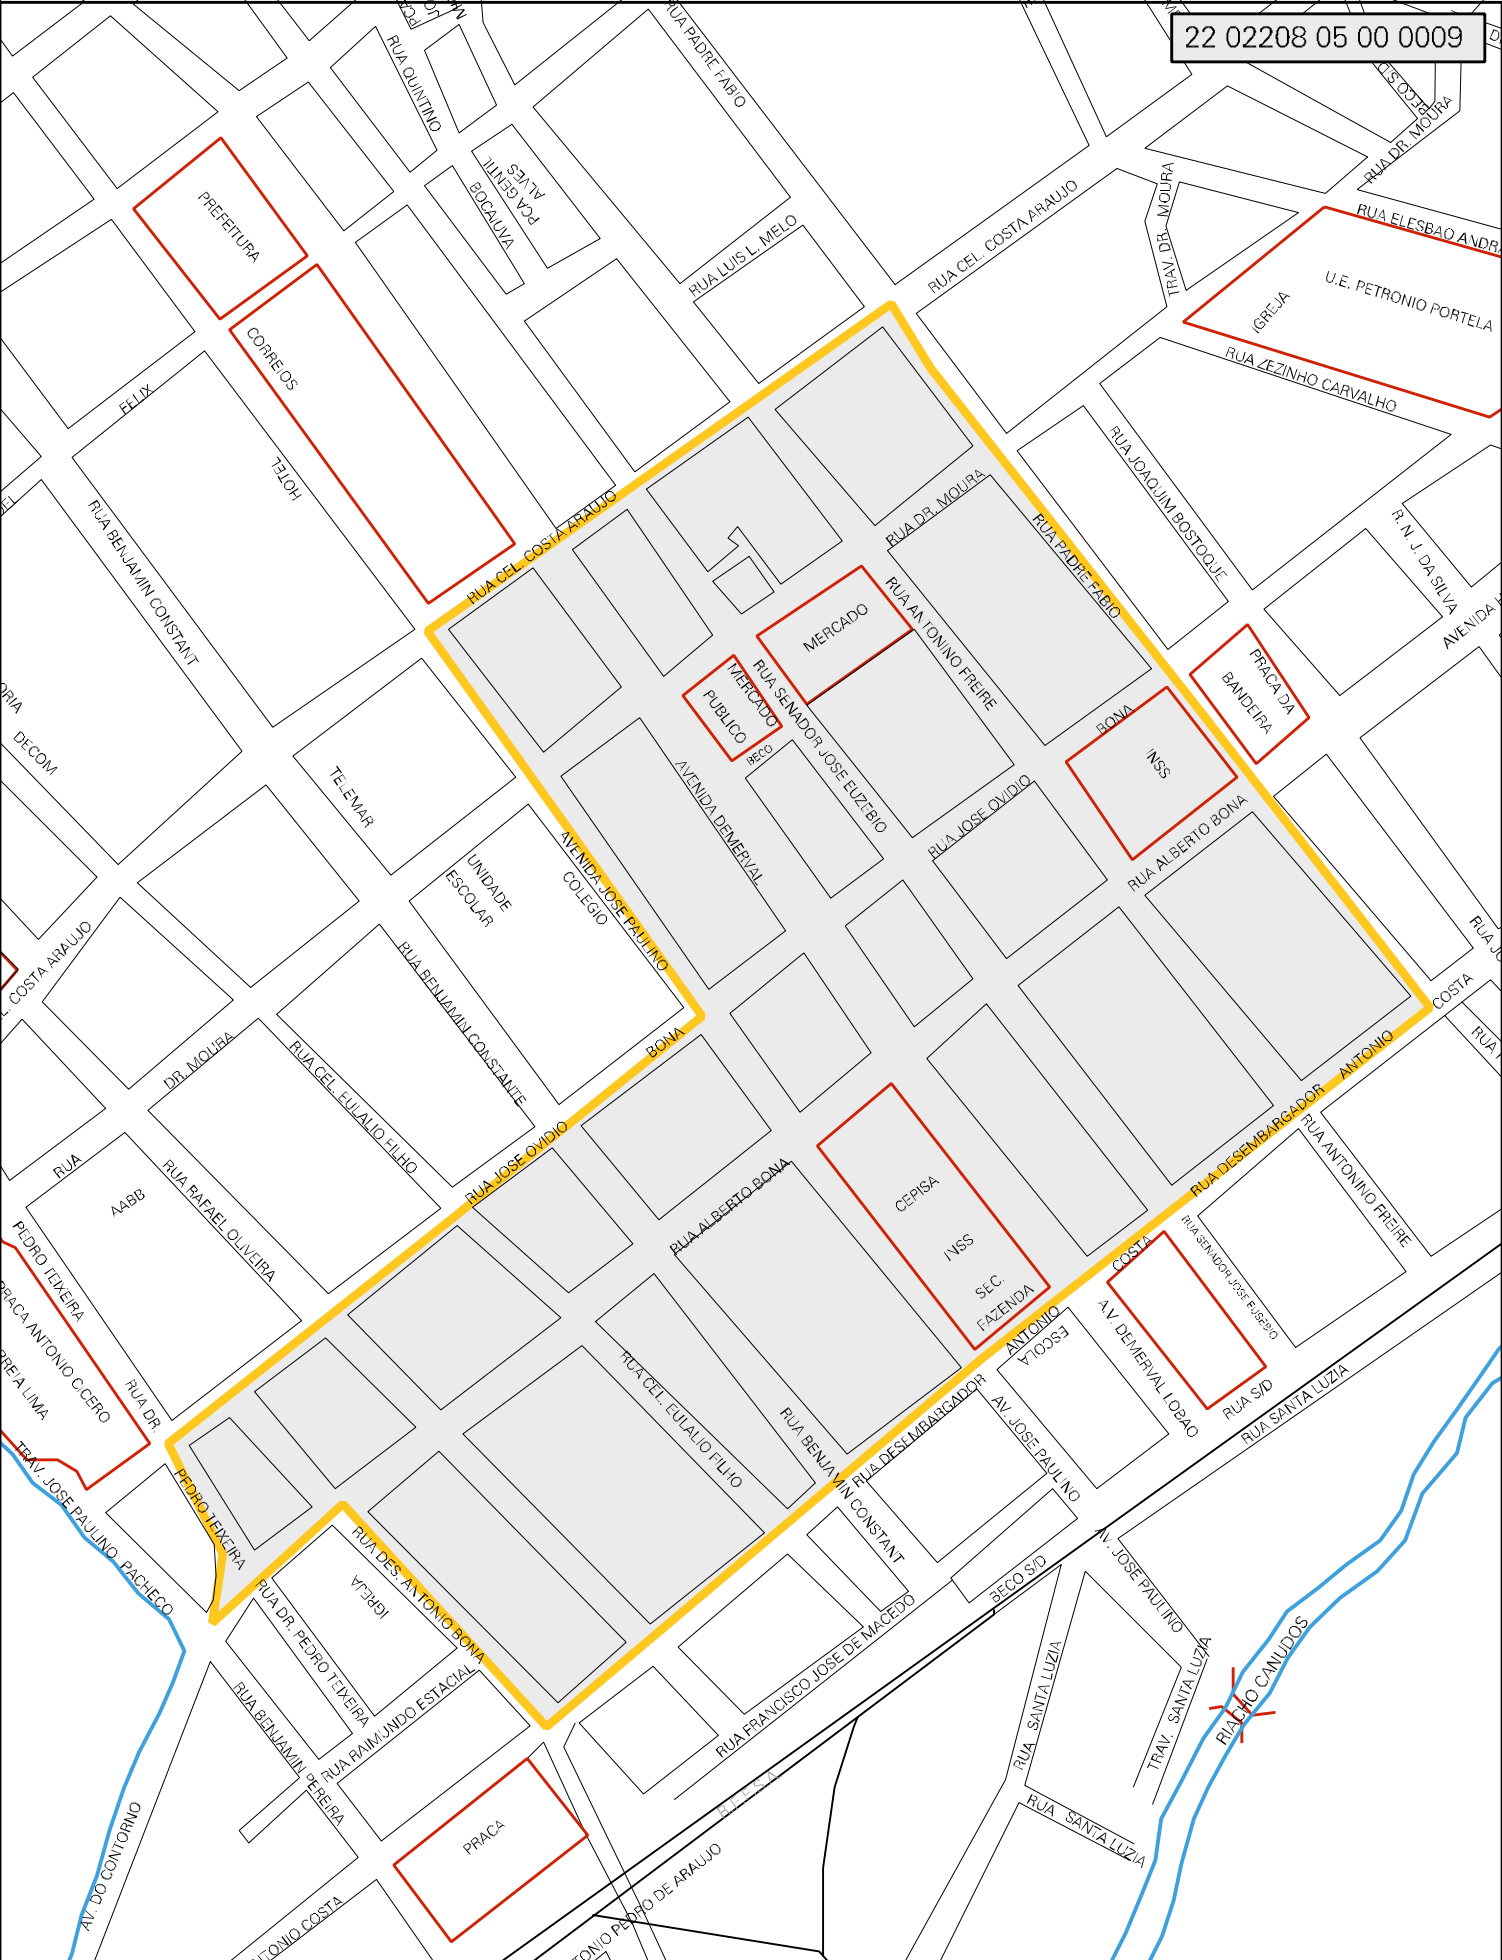 22 02208 05 00 0009
RUA PADRE FABIO
RUA QUINTINO
BOCAIUVA
PCA GENTIL
ALVES
BECO S/D
RUA DR. MOURA
PREFEITURA
RUA LUIS L. MELO
RUA CEL. COSTA ARAUJO
TRAV. DR. MOURA
RUA ELESBAO ANDR
U.E. PETRONIO PORTELA
IGREJA
RUA ZEZINHO CARVALHO
CORREIOS
FELIX
HOTEL
RUA BENJAMIN CONSTANT
RUA CEL. COSTA ARAUJO
RUA DR. MOURA
RUA PADRE FABIO
RUA JOAQUIM BOSTOQUE
R. N. J. DA SILVA
AVENIDA
MERCADO
RUA ANTONINO FREIRE
MERCADO
PUBLICO
BECO
RUA SENADOR JOSE EUZEBIO
PRACA DA
BANDEIRA
BONA
INSS
DECOM
TELEMAR
AVENIDA DEMERVAL
RUA JOSE OVIDIO
RUA ALBERTO BONA
UNIDADE
ESCOLAR
COLEGIO
AVENIDA JOSE PAULINO
COSTA ARAUJO
RUA BENJAMIN CONSTANTE
BONA
COSTA
ANTONIO
RUA DESEMBARGADOR
DR. MOURA
RUA
RUA CEL. EULALIO FILHO
RUA JOSE OVIDIO
AABB
RUA RAFAEL OLIVEIRA
RUA ALBERTO BONA
CEPISA
INSS
SEC.
FAZENDA
RUA ANTONINO FREIRE
RUA SENADOR JOSE EUSEBIO
COSTA
PEDRO TEIXEIRA
RUA DR.
PRACA ANTONIO CICERO
LIMA
ANTONIO
ESCOLA
AV. DEMERVAL LOBAO
RUA S/D
RUA SANTA LUZIA
RUA CEL. EULALIO FILHO
RUA BENJAMIN CONSTANT
RUA DESEMBARGADOR
AV. JOSE PAULINO
TRAV. JOSE PAULINO PACHECO
PEDRO TEIXEIRA
RUA DES. ANTONIO BONA
IGREJA
RUA DR. PEDRO TEIXEIRA
BECO S/D
AV. JOSE PAULINO
RUA FRANCISCO JOSE DE MACEDO
RUA SANTA LUZIA
TRAV. SANTA LUZIA
RIACHO CANUDOS
RUA BENJAMIN PEREIRA
RUA RAIMUNDO ESTACIAL
RUA SANTA LUZIA
PRACA
AV. DO CONTORNO
PEDRO DE ARAUJO
COSTA